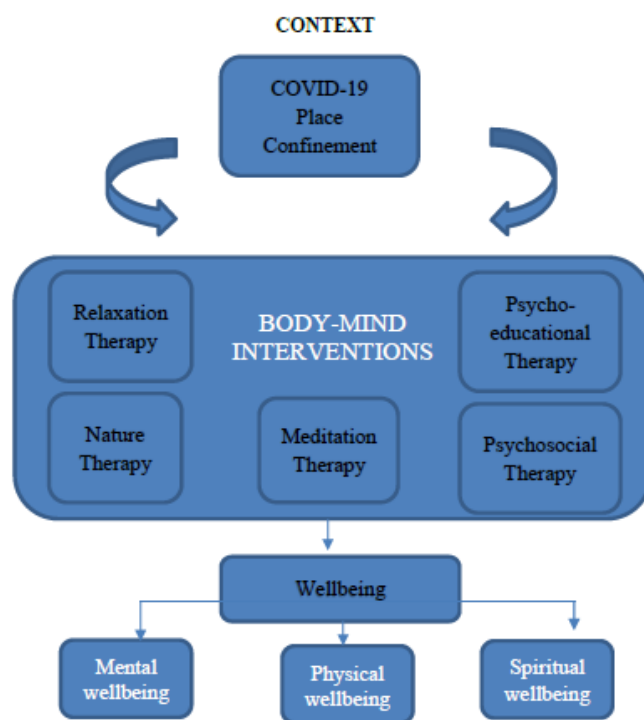 CONTEXT
COVID-19
Place
Confinement
Relaxation
Therapy
BODY-MIND
INTERVENTIONS
Psycho-
educational
Therapy
Nature
Therapy
Meditation
Therapy
Psychosocial
Therapy
Wellbeing
Mental
wellbeing
Physical
wellbeing
Spiritual
wellbeing